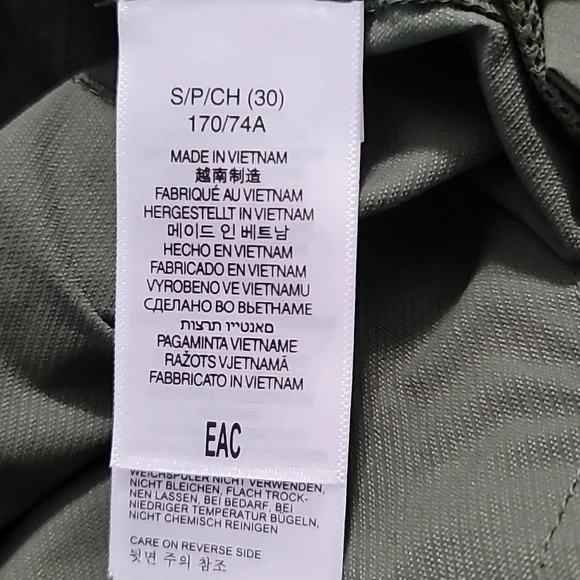 S/P/CH (30)
170/74A
MADE IN VIETNAM
越南制造
FABRIQUÉ AU VIETNAM
HERGESTELLT IN VIETNAM
메이드 인 베트남
HECHO EN VIETNAM
FABRICADO EN VIETNAM
VYROBENO VE VIETNAMU
СДЕЛАНО ВО ВЬЕТНАМЕ
PAGAMINTA VIETNAME
RAŽOTS VJETNAMĀ
FABBRICATO IN VIETNAM
EAC
WEICHSPÜLER NICHT VERWENDEN,
NICHT BLEICHEN, FLACH TROCK-
NEN LASSEN, BEI BEDARF, BEI
NIEDRIGER TEMPERATUR BÜGELN,
NICHT CHEMISCH REINIGEN
CARE ON REVERSE SIDE
뒷면 주의 참조